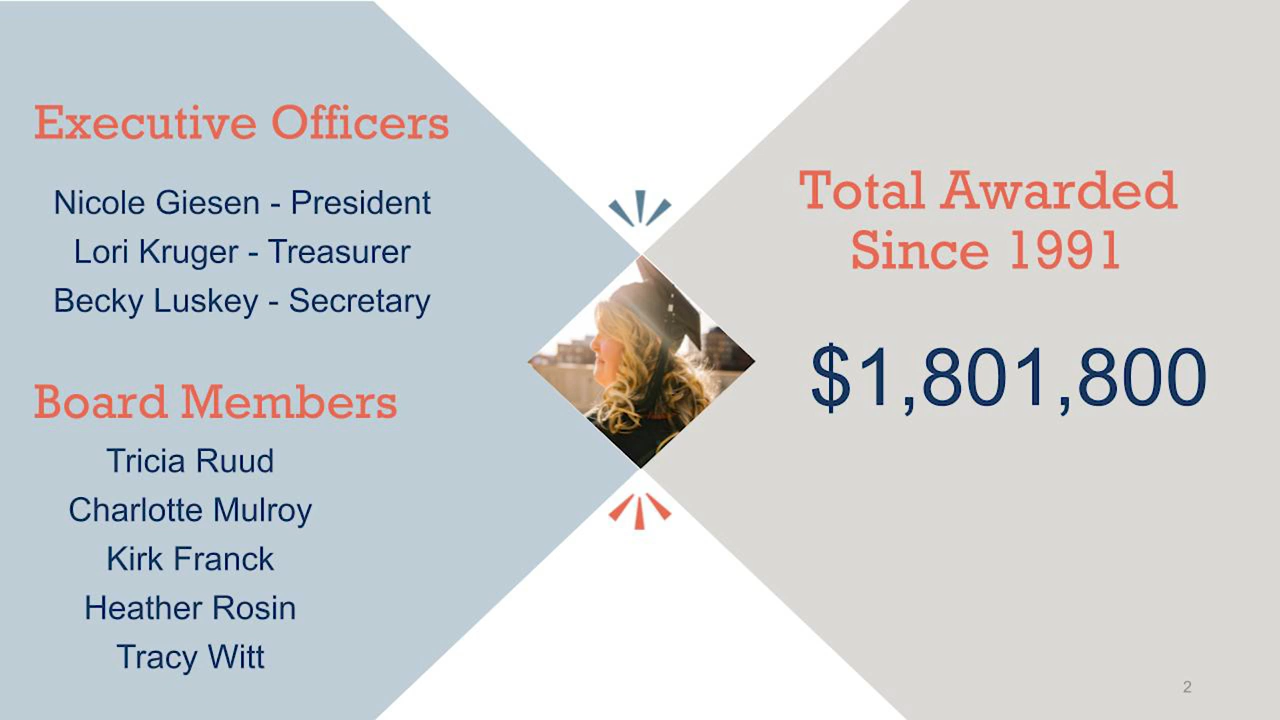 Executive Officers
Nicole Giesen - President
Lori Kruger - Treasurer
Becky Luskey - Secretary
Board Members
Tricia Ruud
Charlotte Mulroy
Kirk Franck
Heather Rosin
Tracy Witt
Total Awarded
Since 1991
$1,801,800
2